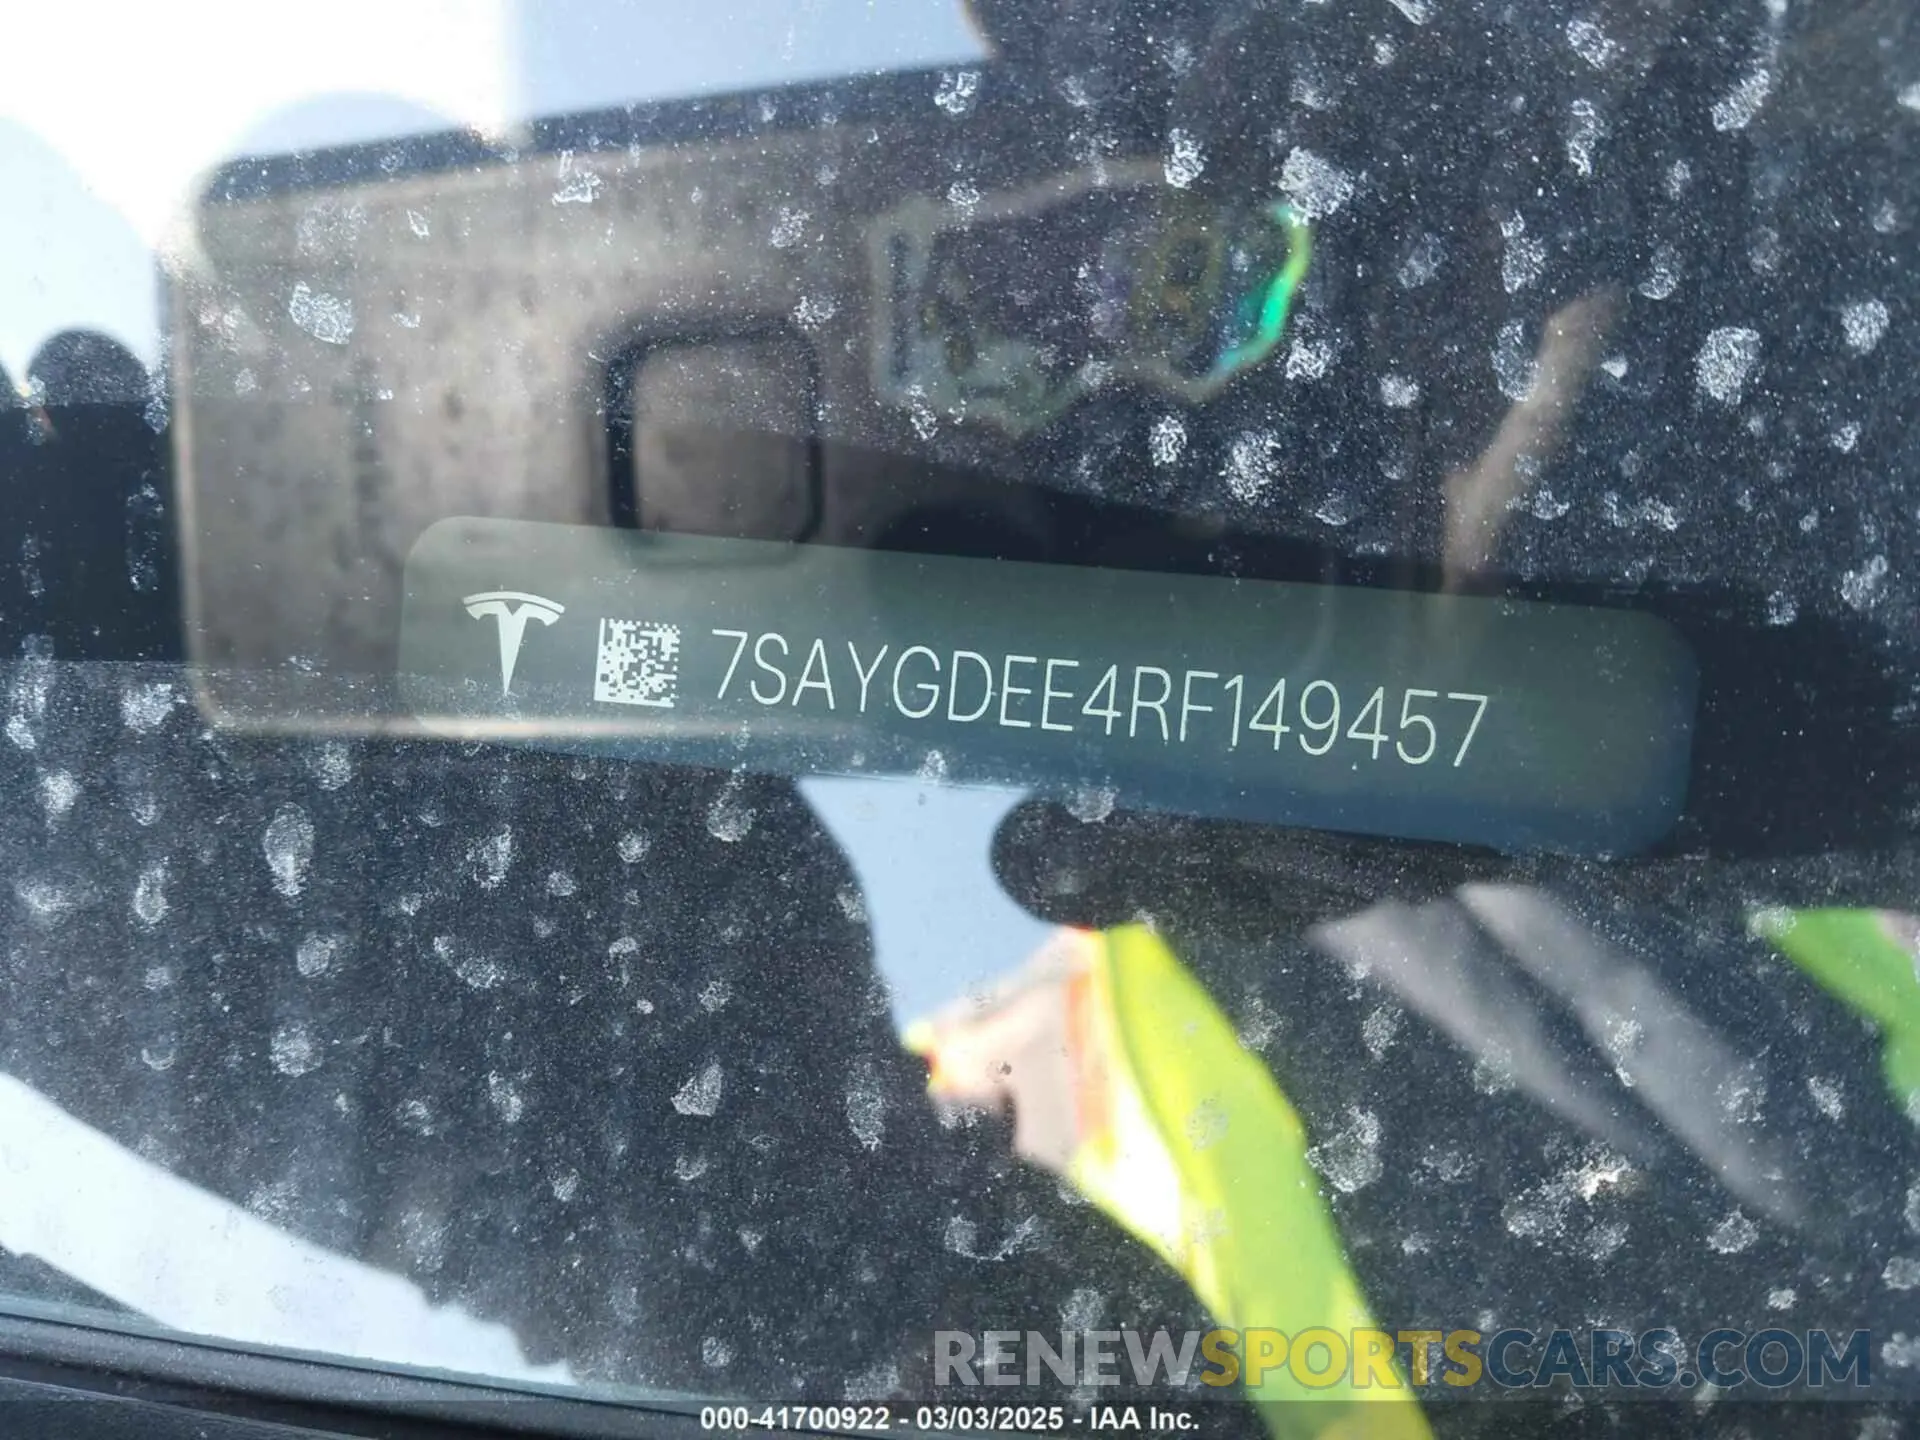 7SAYGDEE4RF149457
RENEWSPORTSCARS.COM
000-41700922 - 03/03/2025 - IAA Inc.